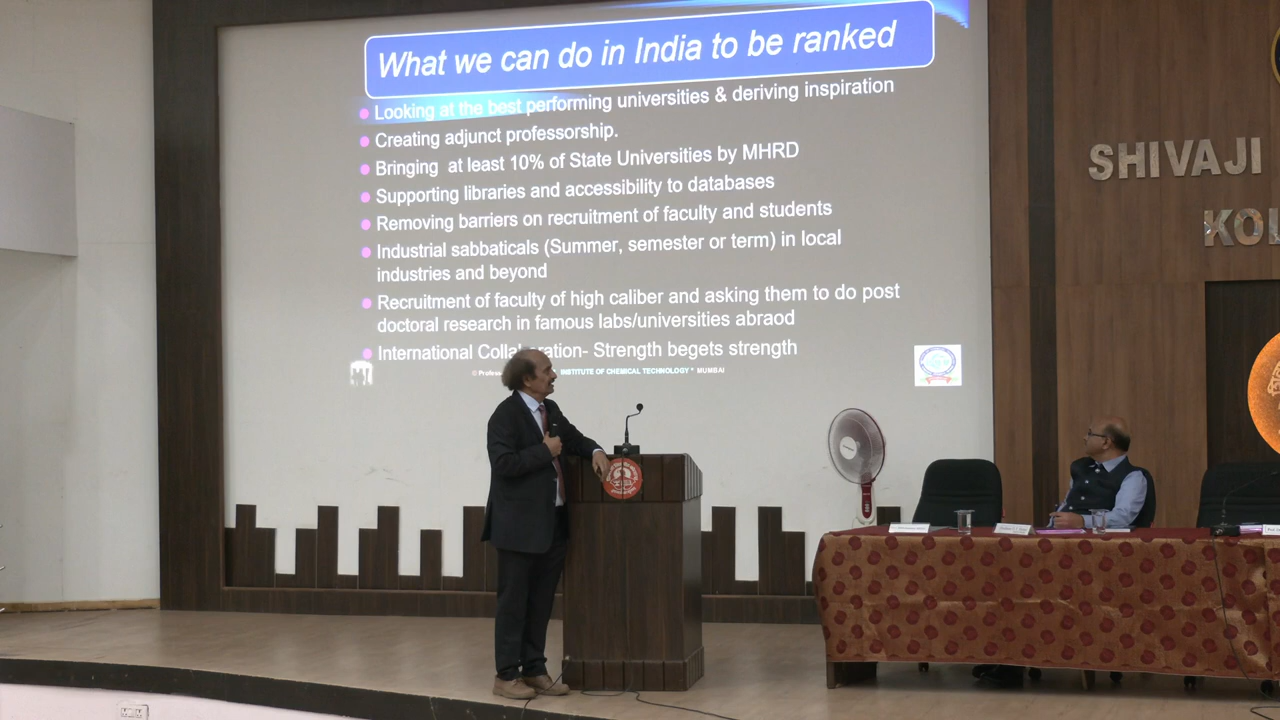 What we can do in India to be ranked
Looking at the best performing universities & deriving inspiration
Creating adjunct professorship.
Bringing at least 10% of State Universities by MHRD
Supporting libraries and accessibility to databases
Removing barriers on recruitment of faculty and students
Industrial sabbaticals (Summer, semester or term) in local
industries and beyond
Recruitment of faculty of high caliber and asking them to do post
doctoral research in famous labs/universities abraod
International Collaboration- Strength begets strength
© Profess INSTITUTE OF CHEMICAL TECHNOLOGY * MUMBAI
SHIVAJI
KOL